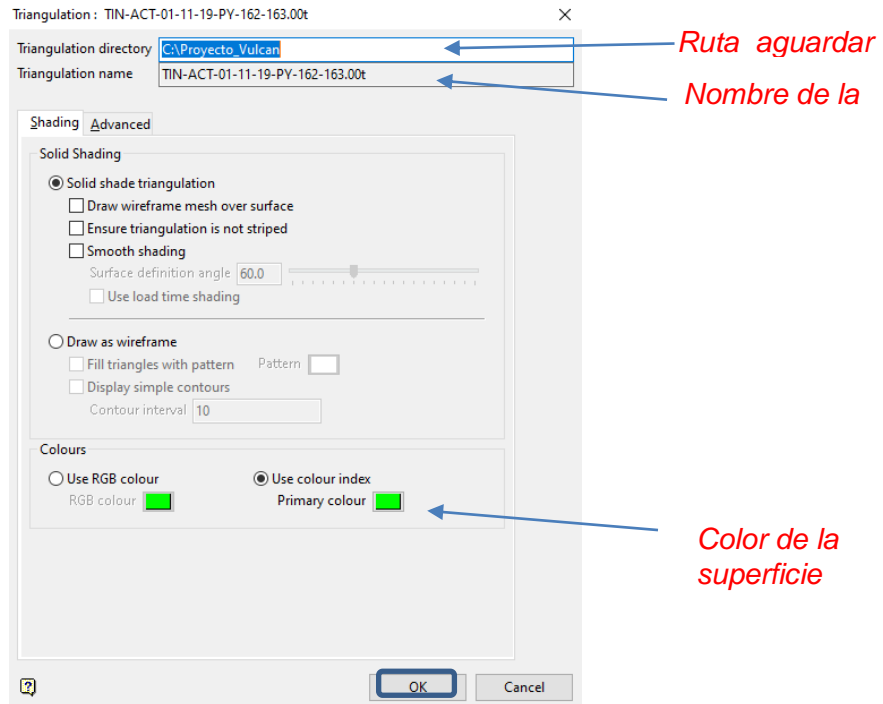 Triangulation : TIN-ACT-01-11-19-PY-162-163.00t
Triangulation directory C:\Proyecto_Vulcan
Ruta aguardar
Triangulation name TIN-ACT-01-11-19-PY-162-163.00t
Nombre de la
Shading Advanced
Solid Shading
Solid shade triangulation
Draw wireframe mesh over surface
Ensure triangulation is not striped
Smooth shading
Surface definition angle 60.0
Use load time shading
Draw as wireframe
Fill triangles with pattern Pattern
Display simple contours
Contour interval 10
Colours
Use RGB colour Use colour index
RGB colour Primary colour
Color de la
superficie
? OK Cancel